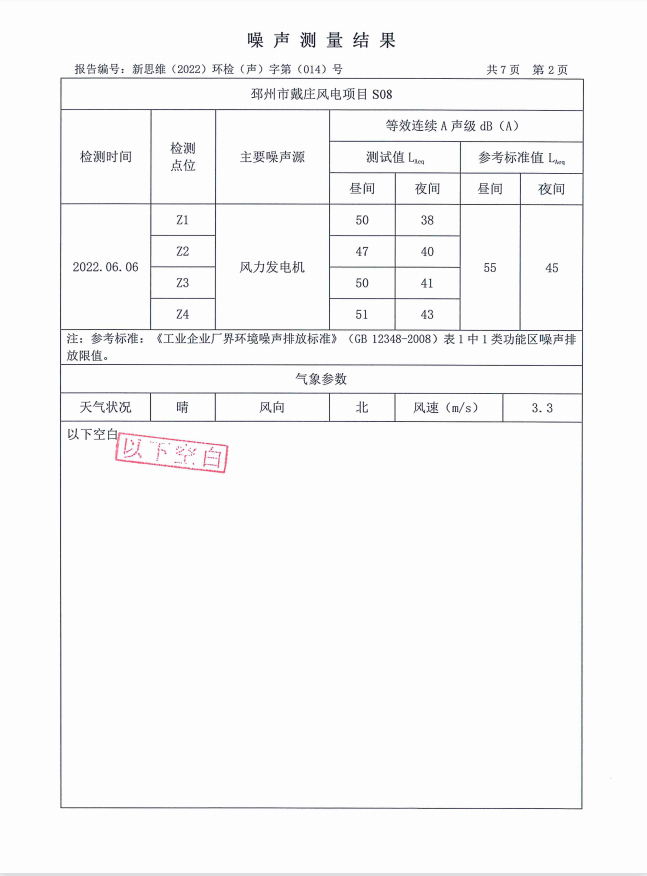 噪声测量结果
报告编号：新思维（2022）环检（声）字第（014）号 共7页 第2页
邳州市戴庄风电项目 S08
检测时间 检测点位 主要噪声源 等效连续 A 声级 dB（A）
测试值 LAeq 参考标准值 LAeq
昼间 夜间 昼间 夜间
2022.06.06 风力发电机 55 45
Z1 50 38
Z2 47 40
Z3 50 41
Z4 51 43
注：参考标准：《工业企业厂界环境噪声排放标准》（GB 12348-2008）表 1 中 1 类功能区噪声排
放限值。
气象参数
天气状况 晴 风向 北 风速（m/s） 3.3
以下空白
以下空白